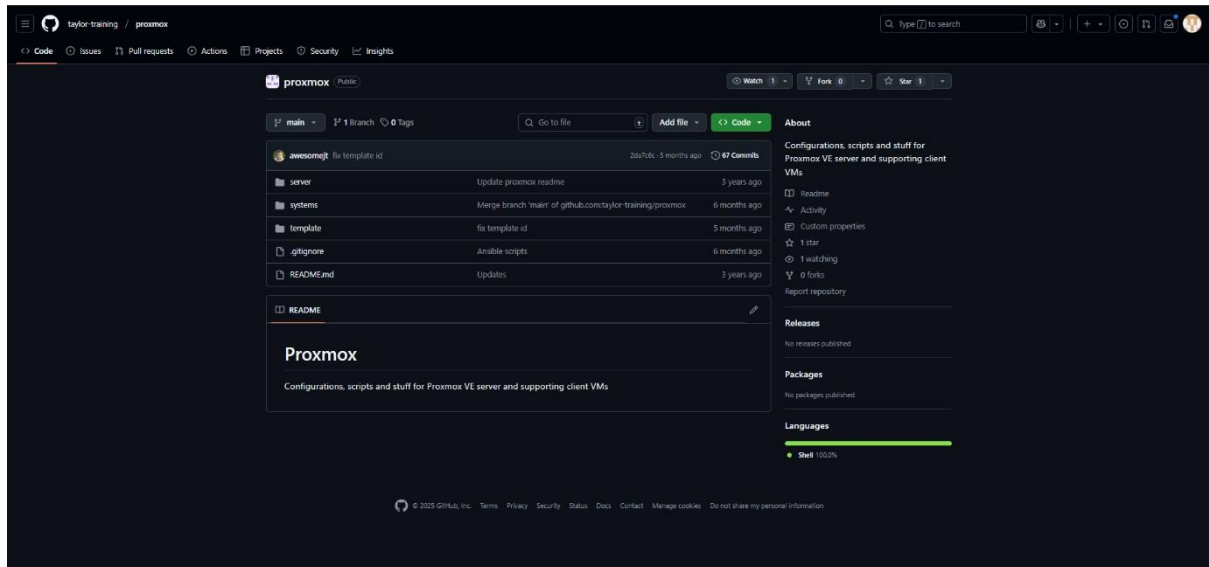 taylor-training / proxmox
Type / to search
Code Issues Pull requests Actions Projects Security Insights
proxmox Public
Watch 1 Fork 0 Star 1
main 1 Branch 0 Tags Go to file t Add file Code
About
Configurations, scripts and stuff for
Proxmox VE server and supporting client
VMs
awesomejt fix template id 2da7c6c · 5 months ago 67 Commits
server Update proxmox readme 3 years ago
systems Merge branch 'main' of github.com:taylor-training/proxmox 6 months ago
template fix template id 5 months ago
.gitignore Ansible scripts 6 months ago
README.md Updates 3 years ago
Readme
Activity
Custom properties
1 star
1 watching
0 forks
Report repository
README
Proxmox
Configurations, scripts and stuff for Proxmox VE server and supporting client VMs
Releases
No releases published
Packages
No packages published
Languages
Shell 100.0%
© 2025 GitHub, Inc. Terms Privacy Security Status Docs Contact Manage cookies Do not share my personal information